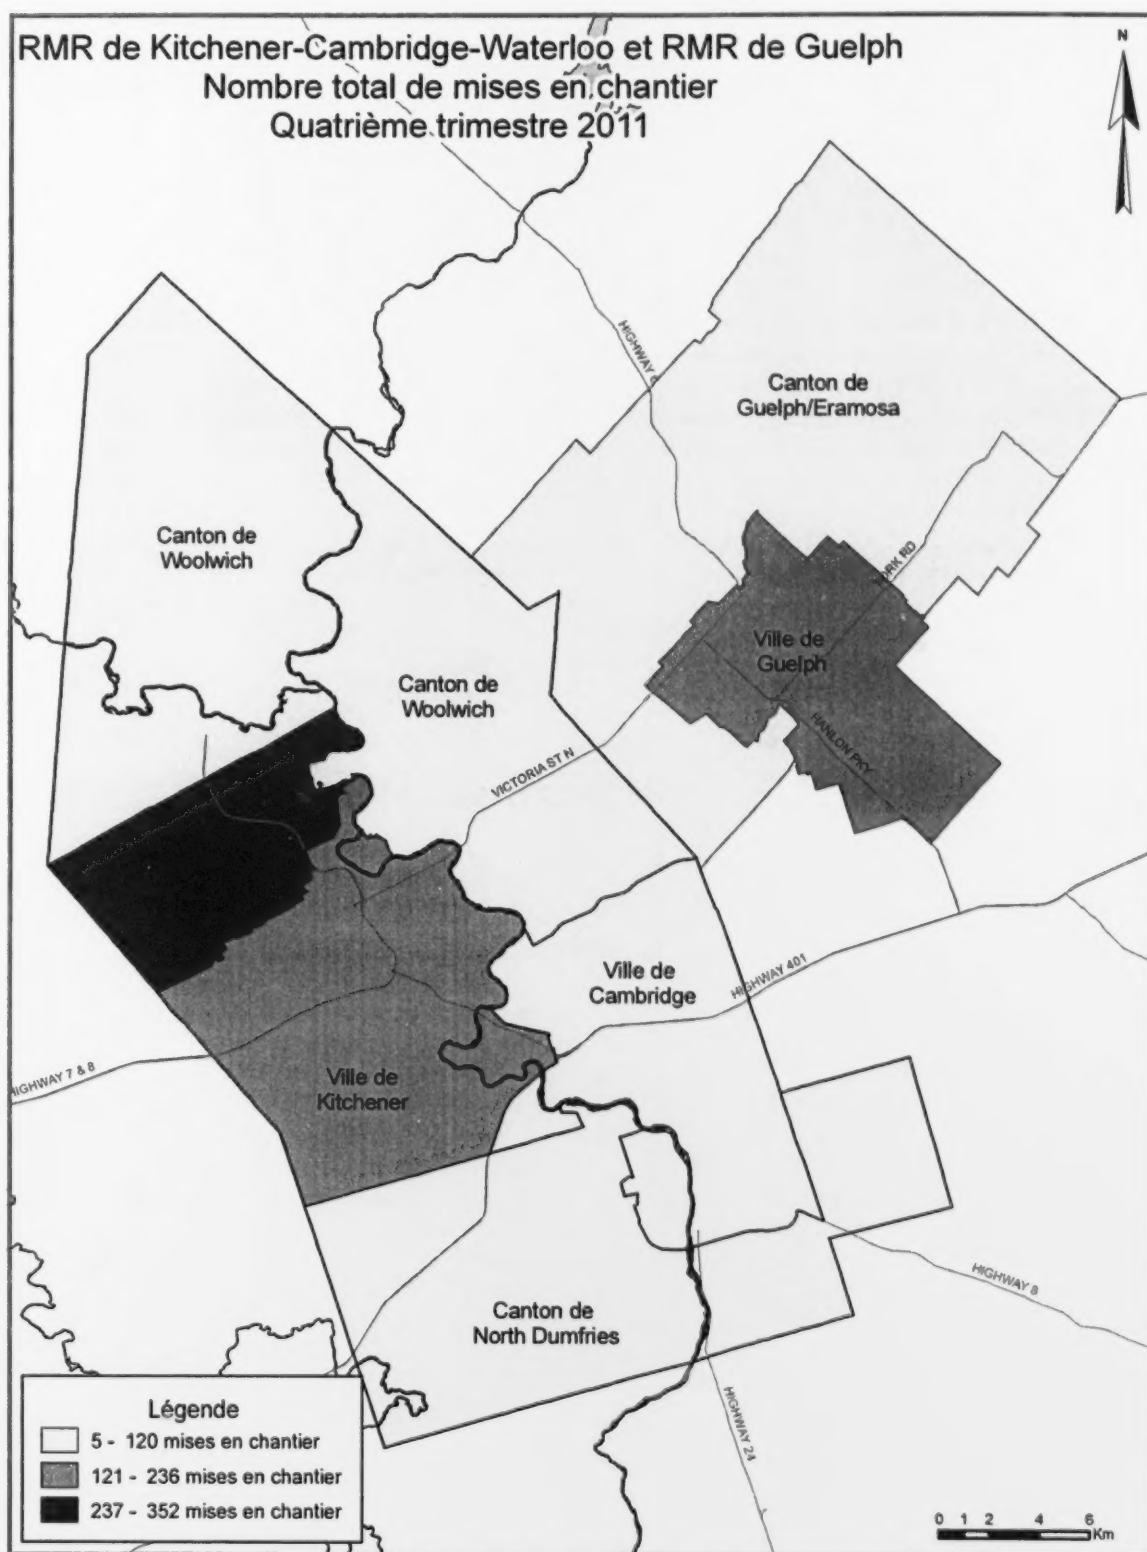 RMR de Kitchener-Cambridge-Waterloo et RMR de Guelph
Nombre total de mises en chantier
Quatrième trimestre 2011
N
HIGHWAY 6
Canton de
Guelph/Eramosa
Canton de
Woolwich
YORK RD
Ville de
Guelph
Canton de
Woolwich
HANLON PKY
VICTORIA ST N
Ville de
Cambridge
HIGHWAY 401
HIGHWAY 7 & 8
Ville de
Kitchener
HIGHWAY 8
Canton de
North Dumfries
HIGHWAY 24
Légende
5 - 120 mises en chantier
121 - 236 mises en chantier
237 - 352 mises en chantier
0 1 2 4 6
Km